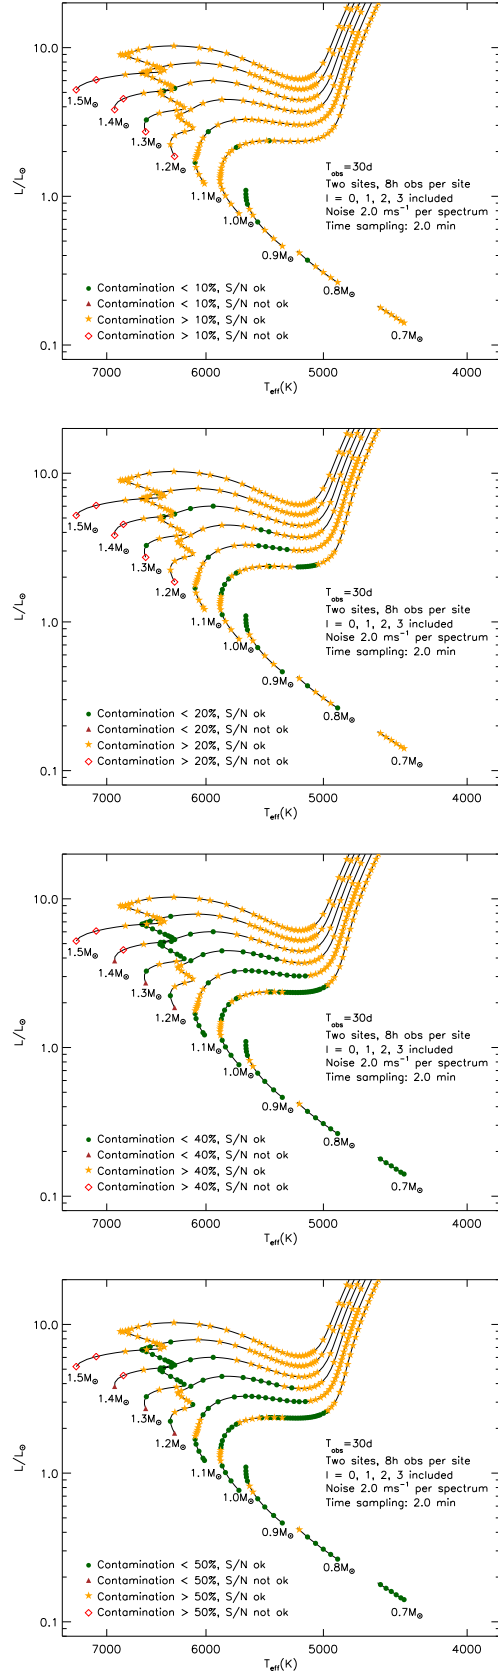 10.0
L/L⊙
1.0
0.1
1.5M⊙
1.4M⊙
1.3M⊙
1.2M⊙
1.1M⊙
1.0M⊙
0.9M⊙
0.8M⊙
0.7M⊙
Tobs=30d
Two sites, 8h obs per site
l = 0, 1, 2, 3 included
Noise 2.0 ms⁻¹ per spectrum
Time sampling: 2.0 min
Contamination < 10%, S/N ok
Contamination < 10%, S/N not ok
Contamination > 10%, S/N ok
Contamination > 10%, S/N not ok
7000 6000 5000 4000
Teff(K)
10.0
L/L⊙
1.0
0.1
1.5M⊙
1.4M⊙
1.3M⊙
1.2M⊙
1.1M⊙
1.0M⊙
0.9M⊙
0.8M⊙
0.7M⊙
Tobs=30d
Two sites, 8h obs per site
l = 0, 1, 2, 3 included
Noise 2.0 ms⁻¹ per spectrum
Time sampling: 2.0 min
Contamination < 20%, S/N ok
Contamination < 20%, S/N not ok
Contamination > 20%, S/N ok
Contamination > 20%, S/N not ok
7000 6000 5000 4000
Teff(K)
10.0
L/L⊙
1.0
0.1
1.5M⊙
1.4M⊙
1.3M⊙
1.2M⊙
1.1M⊙
1.0M⊙
0.9M⊙
0.8M⊙
0.7M⊙
Tobs=30d
Two sites, 8h obs per site
l = 0, 1, 2, 3 included
Noise 2.0 ms⁻¹ per spectrum
Time sampling: 2.0 min
Contamination < 40%, S/N ok
Contamination < 40%, S/N not ok
Contamination > 40%, S/N ok
Contamination > 40%, S/N not ok
7000 6000 5000 4000
Teff(K)
10.0
L/L⊙
1.0
0.1
1.5M⊙
1.4M⊙
1.3M⊙
1.2M⊙
1.1M⊙
1.0M⊙
0.9M⊙
0.8M⊙
0.7M⊙
Tobs=30d
Two sites, 8h obs per site
l = 0, 1, 2, 3 included
Noise 2.0 ms⁻¹ per spectrum
Time sampling: 2.0 min
Contamination < 50%, S/N ok
Contamination < 50%, S/N not ok
Contamination > 50%, S/N ok
Contamination > 50%, S/N not ok
7000 6000 5000 4000
Teff(K)